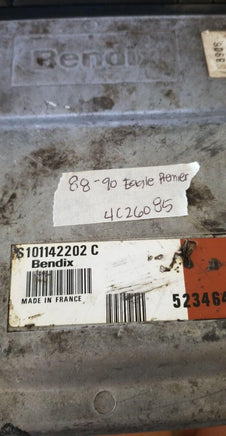 Bendix
88-90 Eagle Premier
4C26085
S101142202 C
Bendix
MADE IN FRANCE
523464